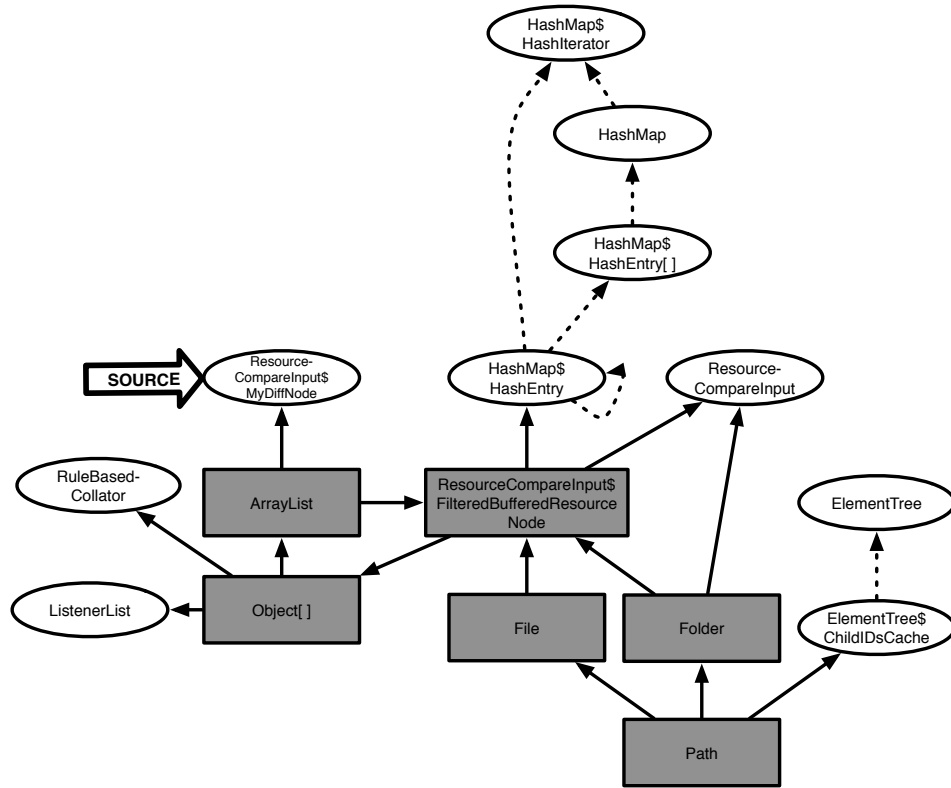 HashMap$
HashIterator
HashMap
HashMap$
HashEntry[ ]
SOURCE
Resource-
CompareInput$
MyDiffNode
HashMap$
HashEntry
Resource-
CompareInput
RuleBased-
Collator
ArrayList
ResourceCompareInput$
FilteredBufferedResource
Node
ElementTree
ListenerList
Object[ ]
File
Folder
ElementTree$
ChildIDsCache
Path